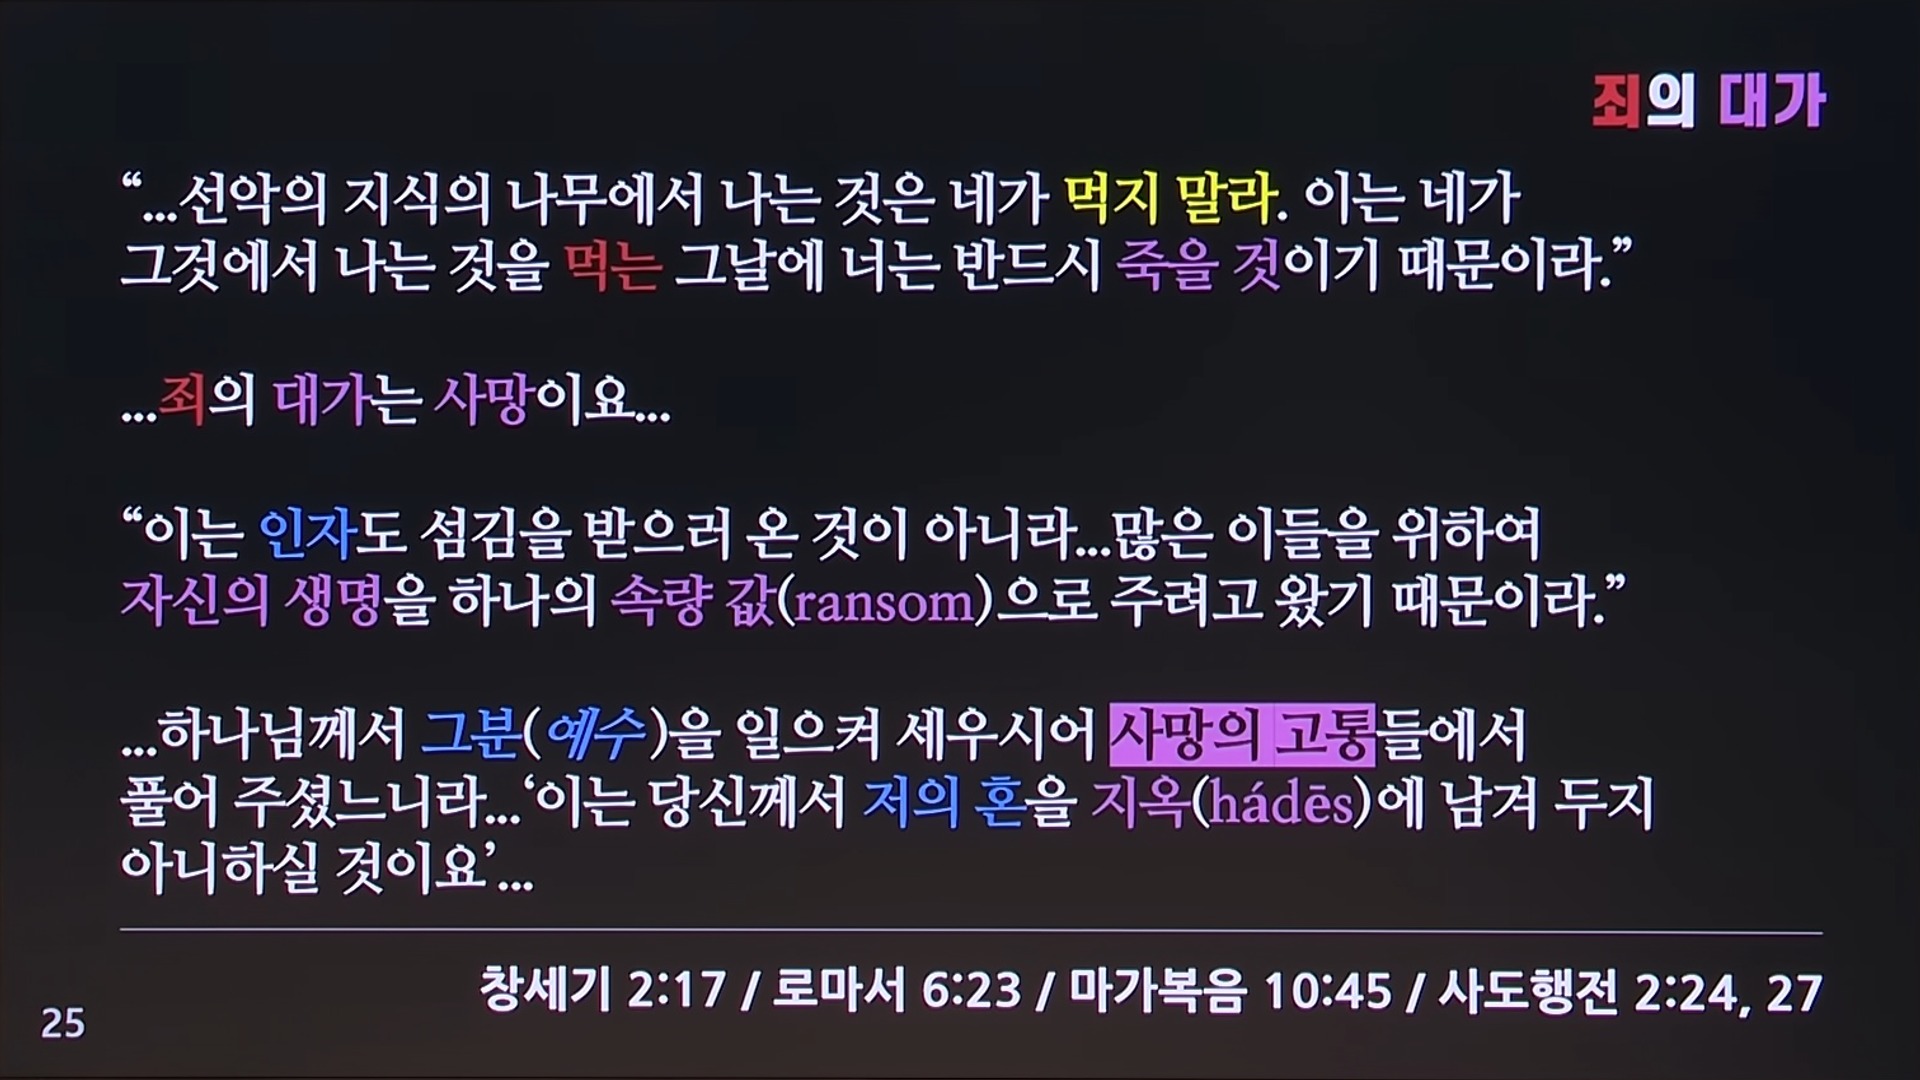 죄의 대가
“...선악의 지식의 나무에서 나는 것은 네가 먹지 말라. 이는 네가
그것에서 나는 것을 먹는 그날에 너는 반드시 죽을 것이기 때문이라.”
...죄의 대가는 사망이요...
“이는 인자도 섬김을 받으러 온 것이 아니라...많은 이들을 위하여
자신의 생명을 하나의 속량 값(ransom)으로 주려고 왔기 때문이라.”
...하나님께서 그분(예수)을 일으켜 세우시어 사망의 고통들에서
풀어 주셨느니라...‘이는 당신께서 저의 혼을 지옥(hádēs)에 남겨 두지
아니하실 것이요’...
창세기 2:17 / 로마서 6:23 / 마가복음 10:45 / 사도행전 2:24, 27
25